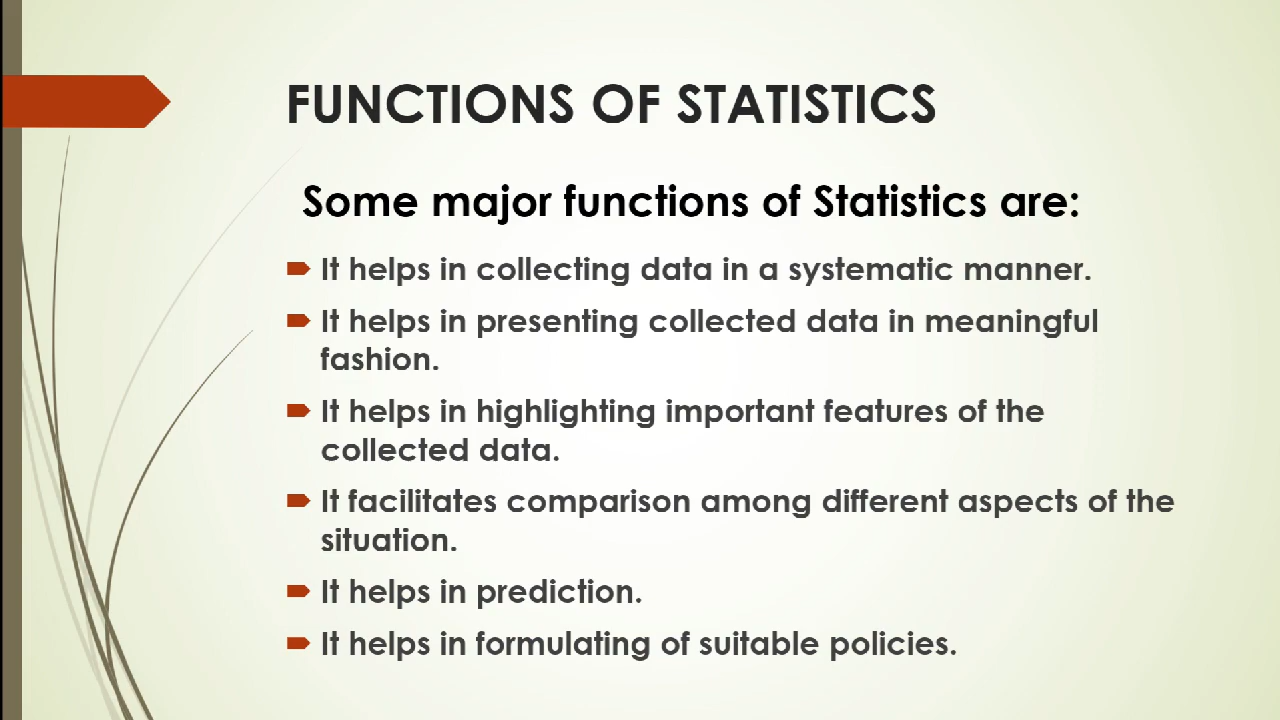 FUNCTIONS OF STATISTICS
Some major functions of Statistics are:
It helps in collecting data in a systematic manner.
It helps in presenting collected data in meaningful
fashion.
It helps in highlighting important features of the
collected data.
It facilitates comparison among different aspects of the
situation.
It helps in prediction.
It helps in formulating of suitable policies.